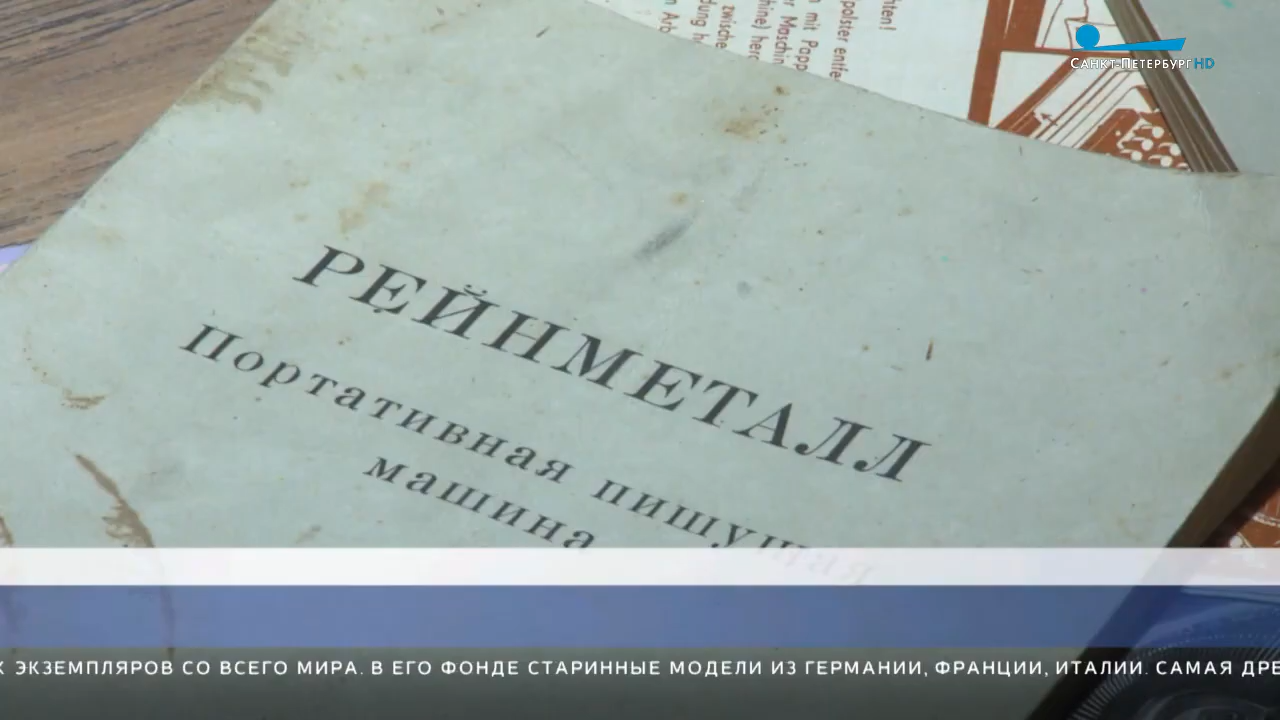 САНКТ-ПЕТЕРБУРГ HD
РЕЙНМЕТАЛЛ
Портативная пишущая
машина
ЭКЗЕМПЛЯРОВ СО ВСЕГО МИРА. В ЕГО ФОНДЕ СТАРИННЫЕ МОДЕЛИ ИЗ ГЕРМАНИИ, ФРАНЦИИ, ИТАЛИИ. САМАЯ ДРЕ